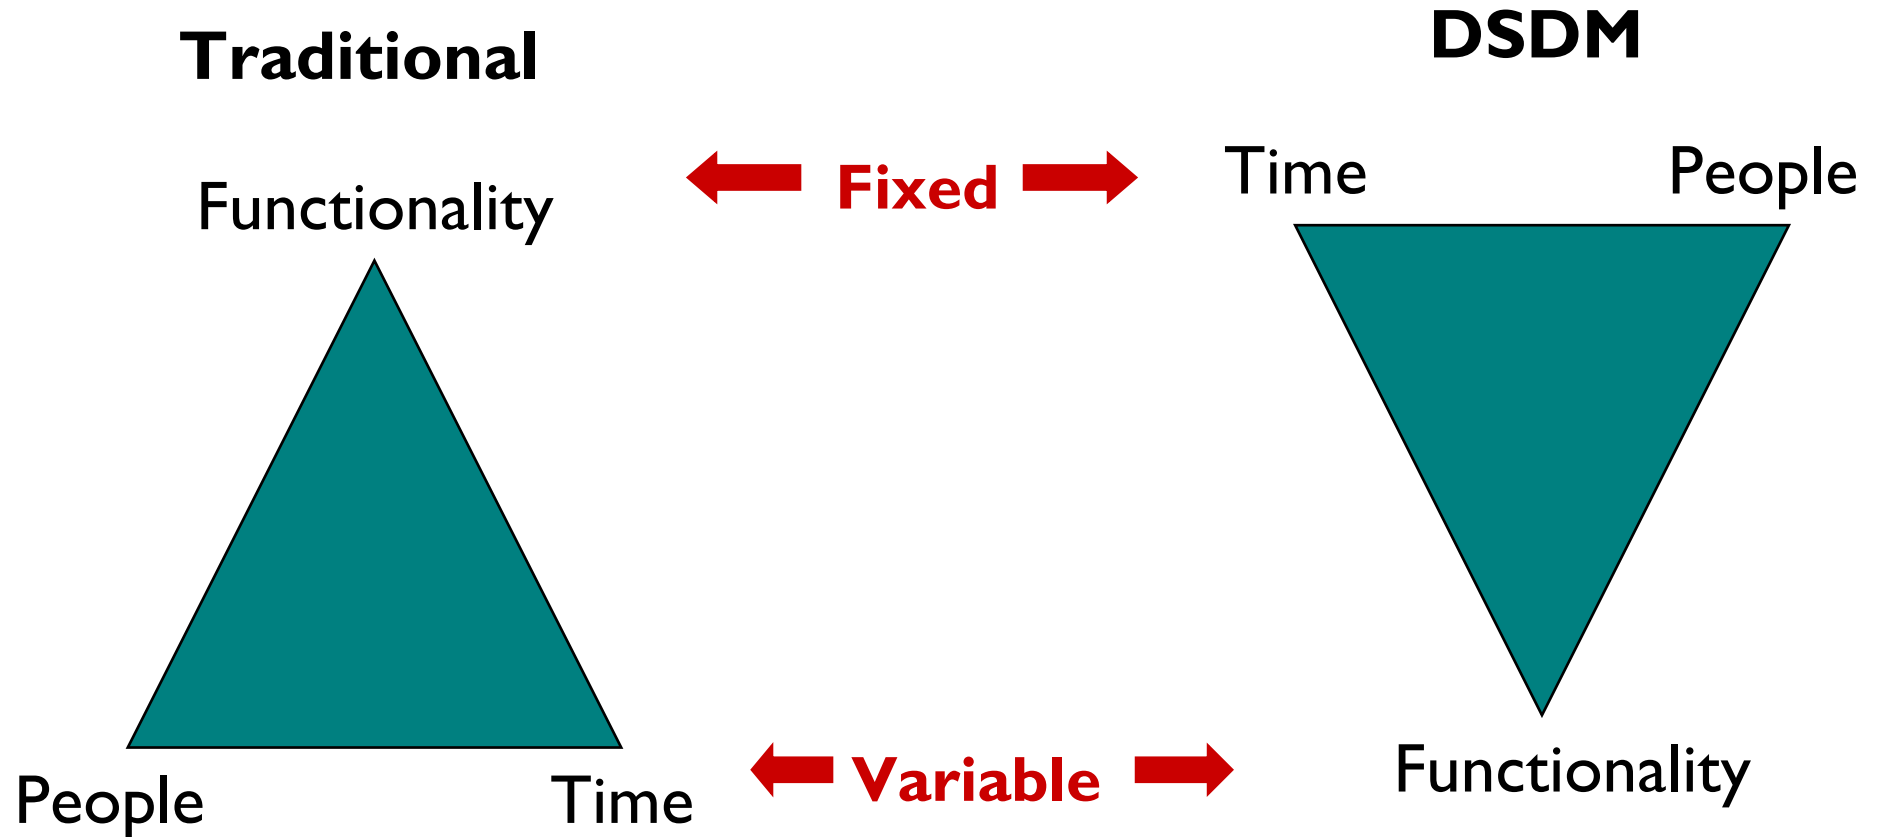 Traditional
DSDM
Functionality
Fixed
Time
People
People
Time
Variable
Functionality